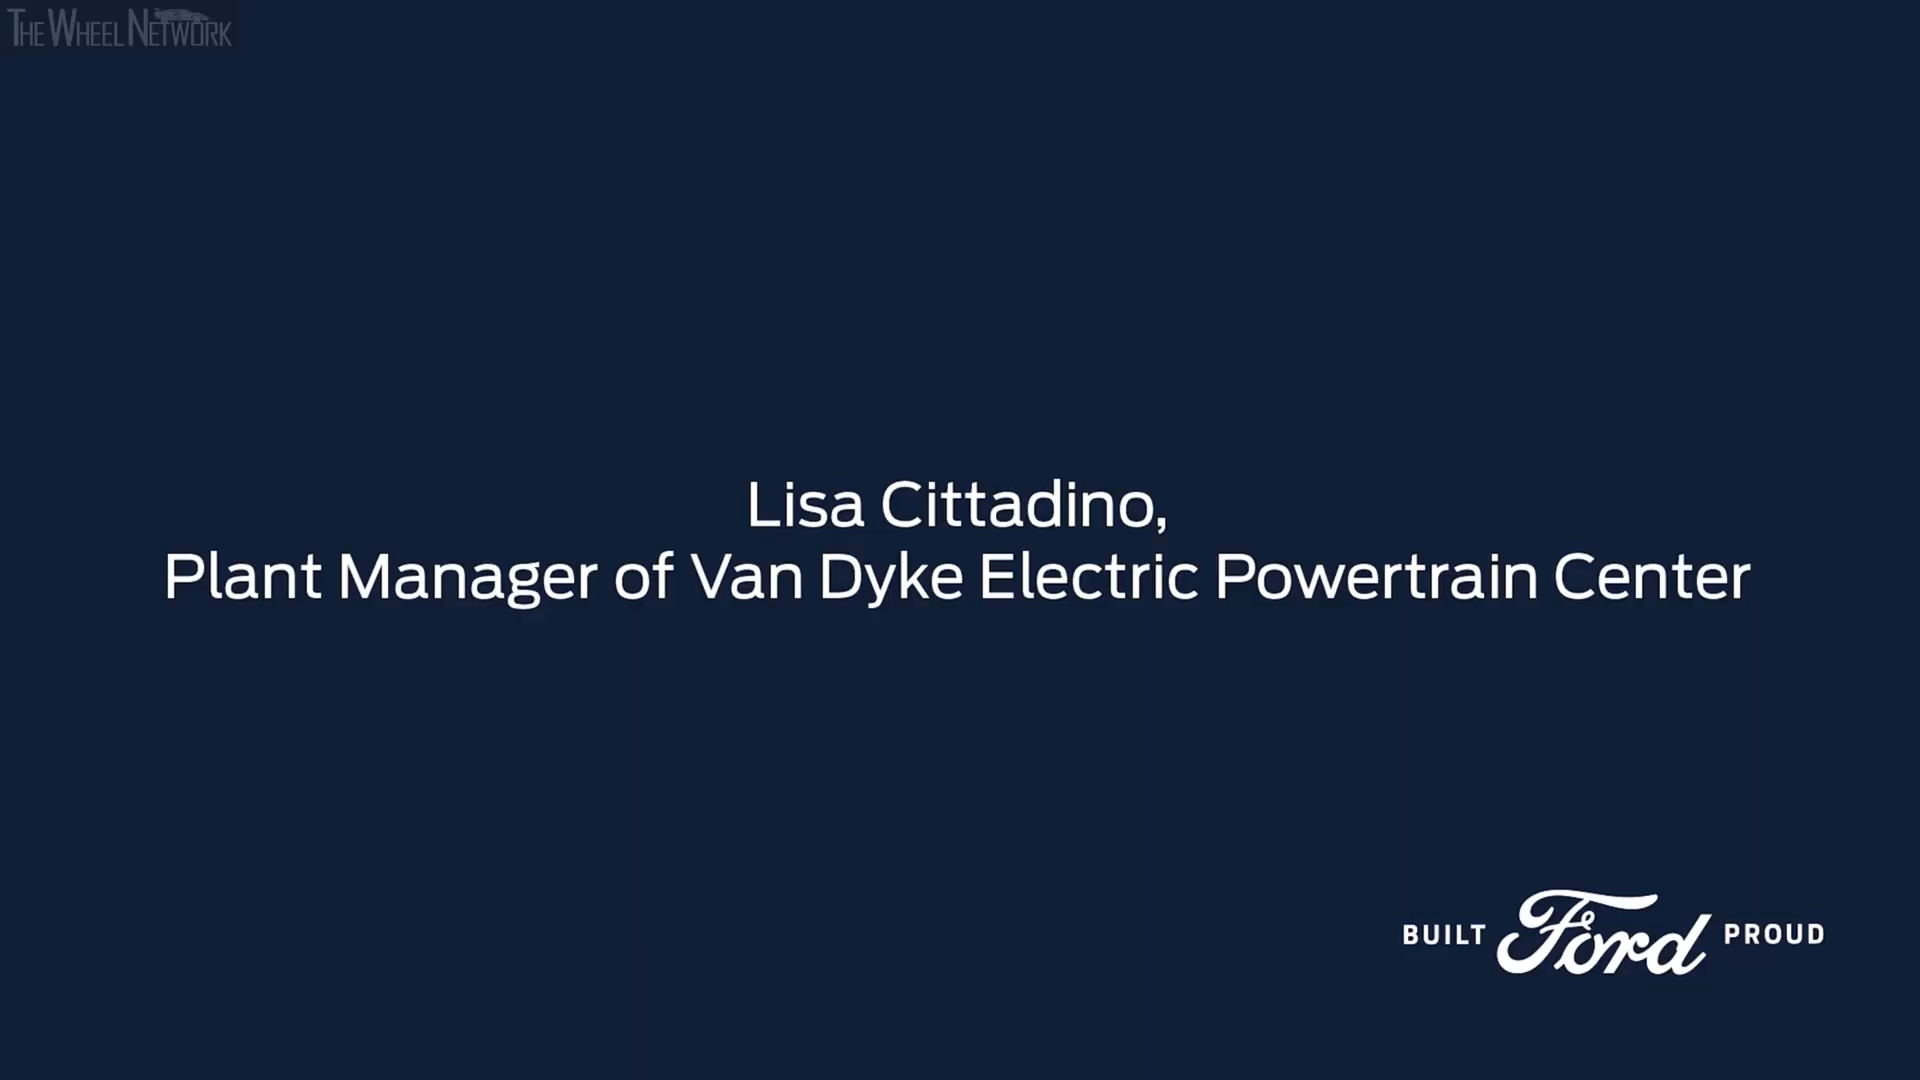 THE WHEEL NETWORK
Lisa Cittadino,
Plant Manager of Van Dyke Electric Powertrain Center
BUILT Ford PROUD